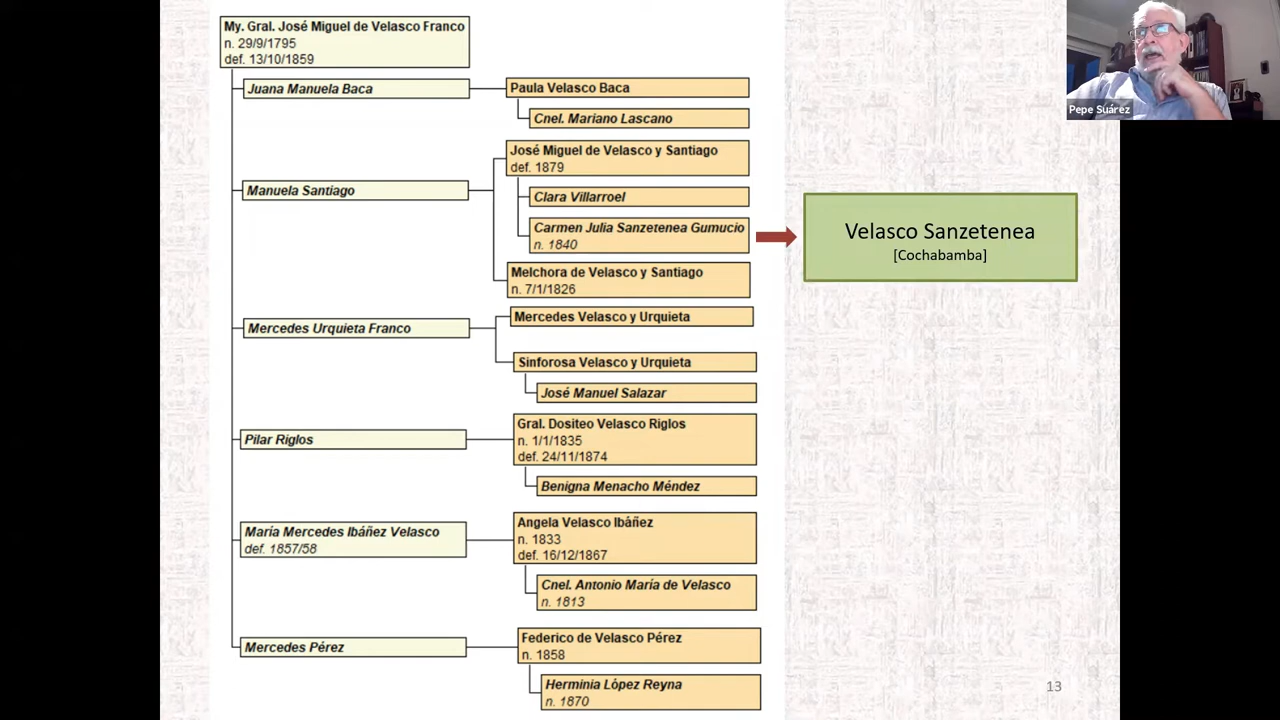 My. Gral. José Miguel de Velasco Franco
n. 29/9/1795
def. 13/10/1859
Juana Manuela Baca
Paula Velasco Baca
Cnel. Mariano Lascano
Manuela Santiago
José Miguel de Velasco y Santiago
def. 1879
Clara Villarroel
Carmen Julia Sanzetenea Gumucio
n. 1840
Melchora de Velasco y Santiago
n. 7/1/1826
Velasco Sanzetenea
[Cochabamba]
Mercedes Urquieta Franco
Mercedes Velasco y Urquieta
Sinforosa Velasco y Urquieta
José Manuel Salazar
Pilar Riglos
Gral. Dositeo Velasco Riglos
n. 1/1/1835
def. 24/11/1874
Benigna Menacho Méndez
María Mercedes Ibáñez Velasco
def. 1857/58
Angela Velasco Ibáñez
n. 1833
def. 16/12/1867
Cnel. Antonio María de Velasco
n. 1813
Mercedes Pérez
Federico de Velasco Pérez
n. 1858
Herminia López Reyna
n. 1870
13
Pepe Suárez